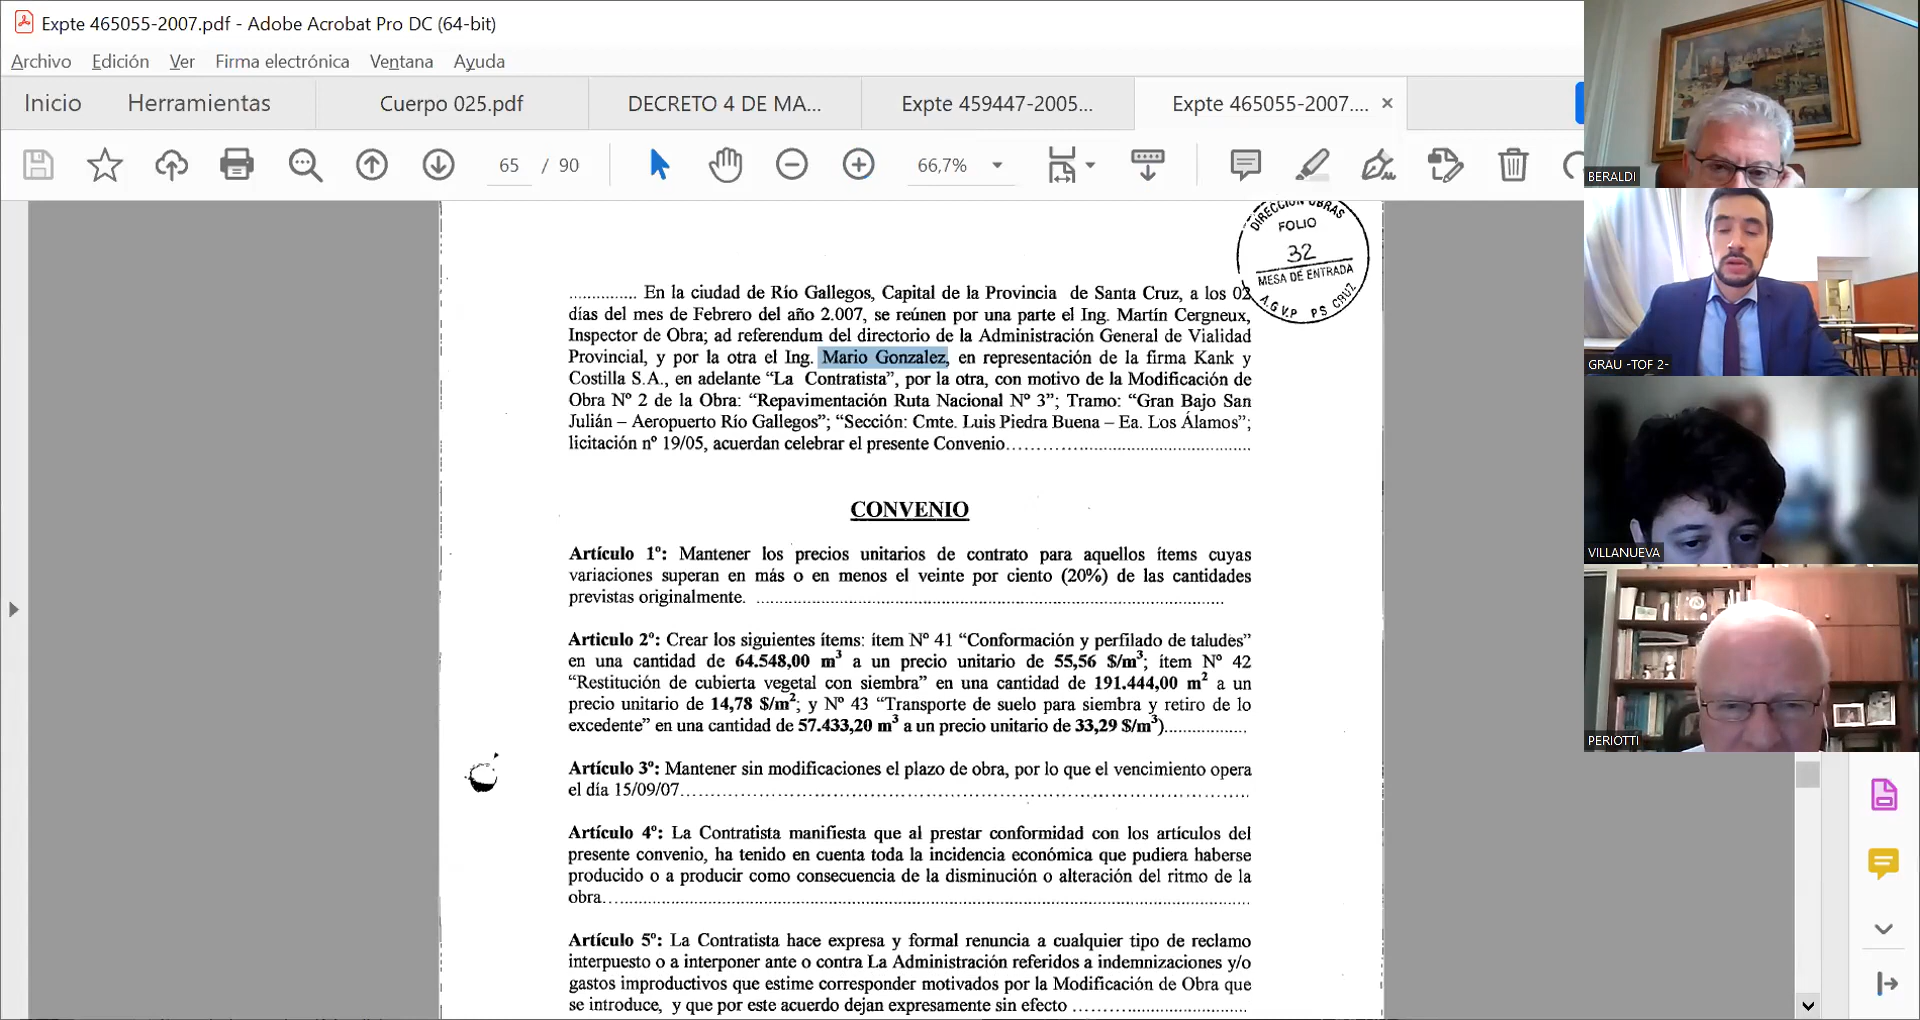 Expte 465055-2007.pdf - Adobe Acrobat Pro DC (64-bit)
Archivo Edición Ver Firma electrónica Ventana Ayuda
Inicio Herramientas Cuerpo 025.pdf DECRETO 4 DE MA... Expte 459447-2005... Expte 465055-2007.... ×
65 / 90 66,7%
DIRECCION OBRAS
FOLIO
32
MESA DE ENTRADA
A.G.V.P PS CRUZ
.............. En la ciudad de Río Gallegos, Capital de la Provincia de Santa Cruz, a los 02
días del mes de Febrero del año 2.007, se reúnen por una parte el Ing. Martín Cergneux,
Inspector de Obra; ad referendum del directorio de la Administración General de Vialidad
Provincial, y por la otra el Ing. Mario Gonzalez, en representación de la firma Kank y
Costilla S.A., en adelante “La Contratista”, por la otra, con motivo de la Modificación de
Obra Nº 2 de la Obra: “Repavimentación Ruta Nacional Nº 3”; Tramo: “Gran Bajo San
Julián – Aeropuerto Río Gallegos”; “Sección: Cmte. Luis Piedra Buena – Ea. Los Álamos”;
licitación nº 19/05, acuerdan celebrar el presente Convenio..................................................
CONVENIO
Artículo 1º: Mantener los precios unitarios de contrato para aquellos ítems cuyas
variaciones superan en más o en menos el veinte por ciento (20%) de las cantidades
previstas originalmente. ..............................................................................................
Artículo 2º: Crear los siguientes ítems: ítem Nº 41 “Conformación y perfilado de taludes”
en una cantidad de 64.548,00 m³ a un precio unitario de 55,56 $/m³; ítem Nº 42
“Restitución de cubierta vegetal con siembra” en una cantidad de 191.444,00 m² a un
precio unitario de 14,78 $/m²; y Nº 43 “Transporte de suelo para siembra y retiro de lo
excedente” en una cantidad de 57.433,20 m³ a un precio unitario de 33,29 $/m³).................
Artículo 3º: Mantener sin modificaciones el plazo de obra, por lo que el vencimiento opera
el día 15/09/07..............................................................................................................
Artículo 4º: La Contratista manifiesta que al prestar conformidad con los artículos del
presente convenio, ha tenido en cuenta toda la incidencia económica que pudiera haberse
producido o a producir como consecuencia de la disminución o alteración del ritmo de la
obra..............................................................................................................................
Artículo 5º: La Contratista hace expresa y formal renuncia a cualquier tipo de reclamo
interpuesto o a interponer ante o contra La Administración referidos a indemnizaciones y/o
gastos improductivos que estime corresponder motivados por la Modificación de Obra que
se introduce, y que por este acuerdo dejan expresamente sin efecto ...................................
BERALDI
GRAU -TOF 2-
VILLANUEVA
PERIOTTI